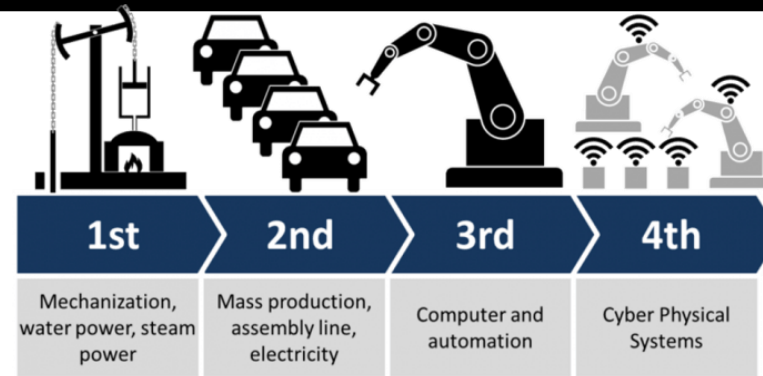 1st
2nd
3rd
4th
Mechanization,
water power, steam
power
Mass production,
assembly line,
electricity
Computer and
automation
Cyber Physical
Systems